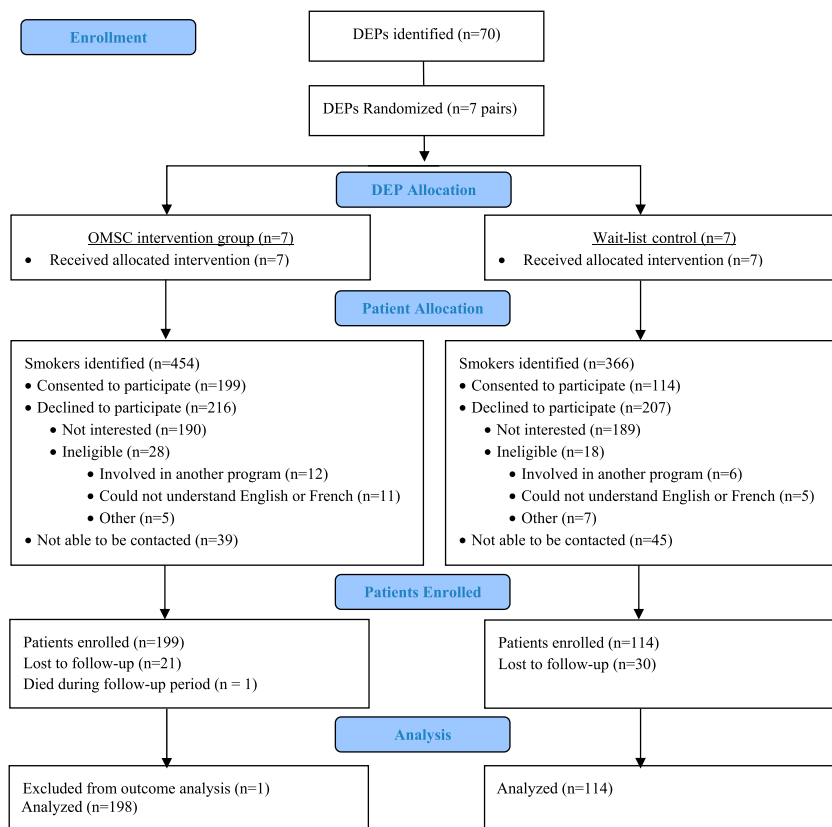 Enrollment
DEPs identified (n=70)
DEPs Randomized (n=7 pairs)
DEP Allocation
OMSC intervention group (n=7)
• Received allocated intervention (n=7)
Wait-list control (n=7)
• Received allocated intervention (n=7)
Patient Allocation
Smokers identified (n=454)
• Consented to participate (n=199)
• Declined to participate (n=216)
• Not interested (n=190)
• Ineligible (n=28)
• Involved in another program (n=12)
• Could not understand English or French (n=11)
• Other (n=5)
• Not able to be contacted (n=39)
Smokers identified (n=366)
• Consented to participate (n=114)
• Declined to participate (n=207)
• Not interested (n=189)
• Ineligible (n=18)
• Involved in another program (n=6)
• Could not understand English or French (n=5)
• Other (n=7)
• Not able to be contacted (n=45)
Patients Enrolled
Patients enrolled (n=199)
Lost to follow-up (n=21)
Died during follow-up period (n = 1)
Patients enrolled (n=114)
Lost to follow-up (n=30)
Analysis
Excluded from outcome analysis (n=1)
Analyzed (n=198)
Analyzed (n=114)